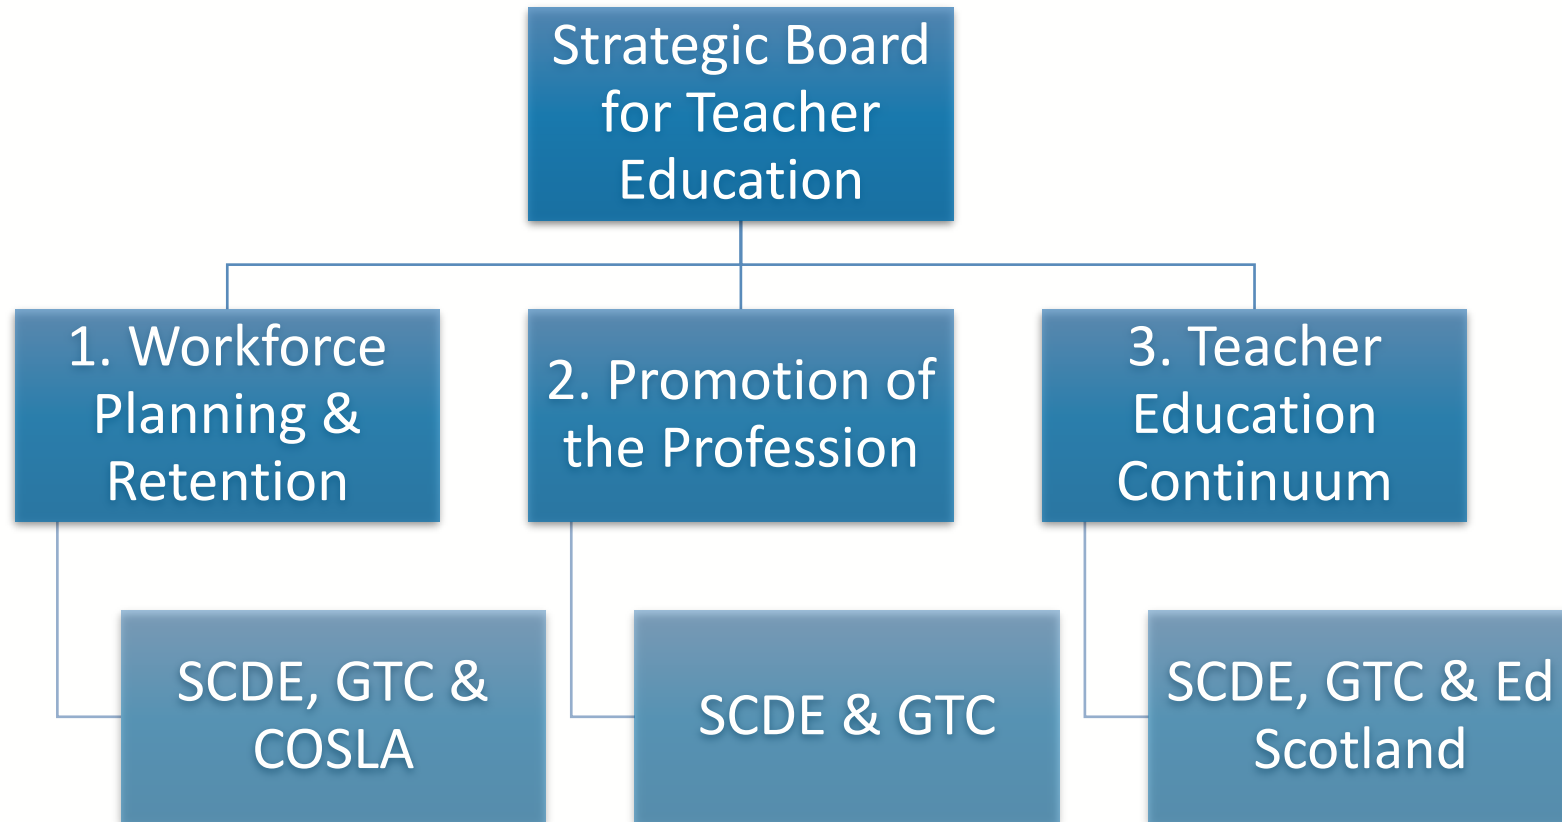 Strategic Board
for Teacher
Education
1. Workforce
Planning &
Retention
2. Promotion of
the Profession
3. Teacher
Education
Continuum
SCDE, GTC &
COSLA
SCDE & GTC
SCDE, GTC & Ed
Scotland